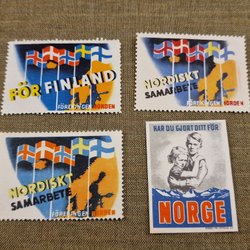 FÖR FINLAND
FÖRENINGEN NORDEN
NORDISKT
SAMARBETE
FÖRENINGEN NORDEN
NORDISKT
SAMARBETE
FÖRENINGEN NORDEN
HAR DU GJORT DITT FÖR
NORGE